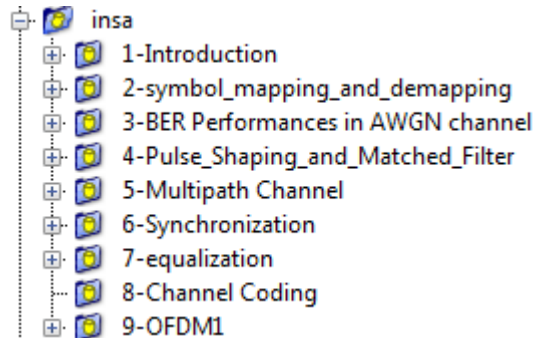 insa
1-Introduction
2-symbol_mapping_and_demapping
3-BER Performances in AWGN channel
4-Pulse_Shaping_and_Matched_Filter
5-Multipath Channel
6-Synchronization
7-equalization
8-Channel Coding
9-OFDM1